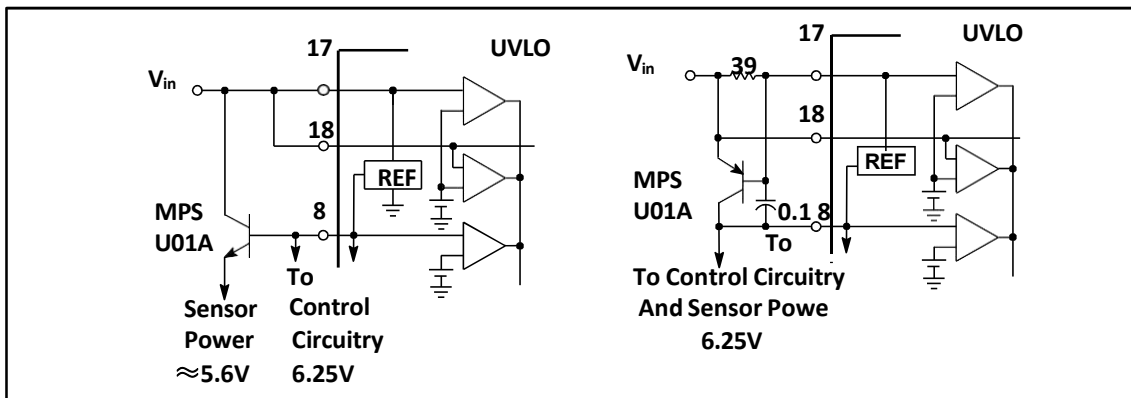 17
UVLO
Vin
18
REF
MPS
U01A
8
To
Control
Circuitry
6.25V
Sensor
Power
≈5.6V
17
UVLO
Vin
39
18
REF
MPS
U01A
0.1 8
To
To Control Circuitry
And Sensor Powe
6.25V